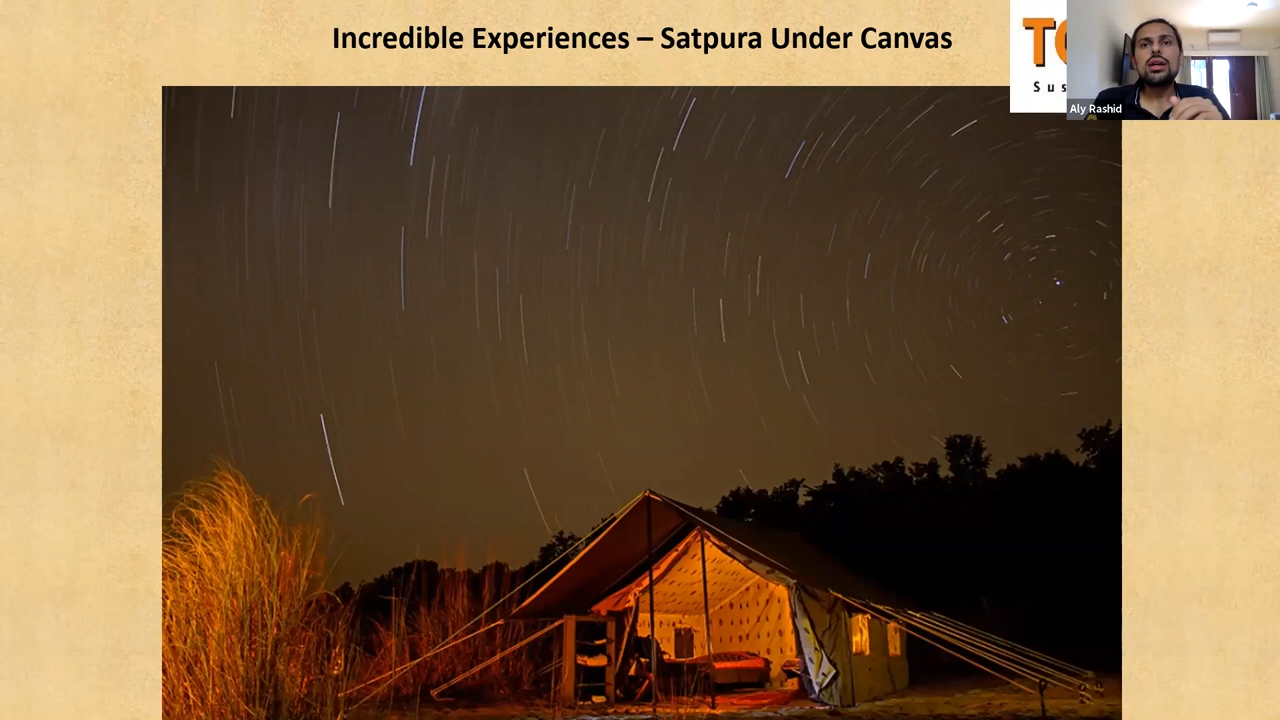 Incredible Experiences – Satpura Under Canvas
Aly Rashid